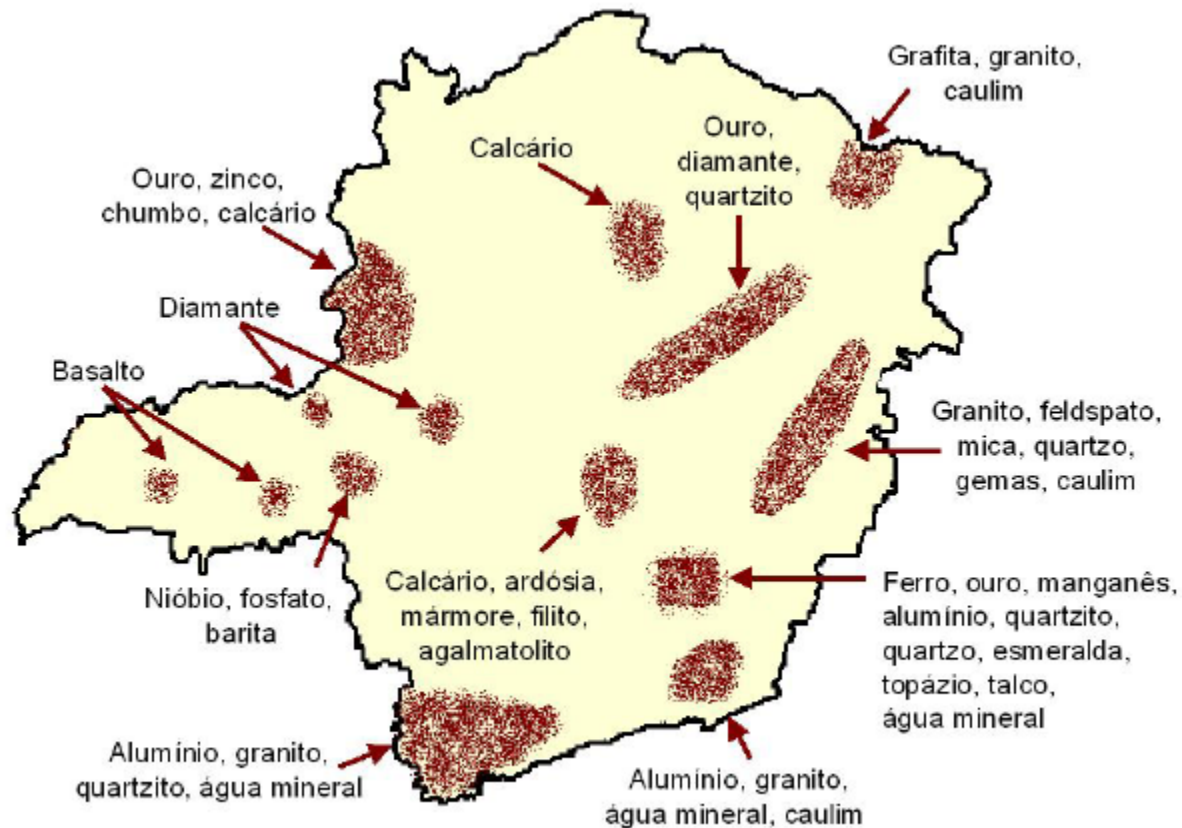 Grafita, granito,
caulim
Ouro,
diamante,
quartzito
Calcário
Ouro, zinco,
chumbo, calcário
Diamante
Basalto
Granito, feldspato,
mica, quartzo,
gemas, caulim
Nióbio, fosfato,
barita
Calcário, ardósia,
mármore, filito,
agalmatolito
Ferro, ouro, manganês,
alumínio, quartzito,
quartzo, esmeralda,
topázio, talco,
água mineral
Alumínio, granito,
quartzito, água mineral
Alumínio, granito,
água mineral, caulim